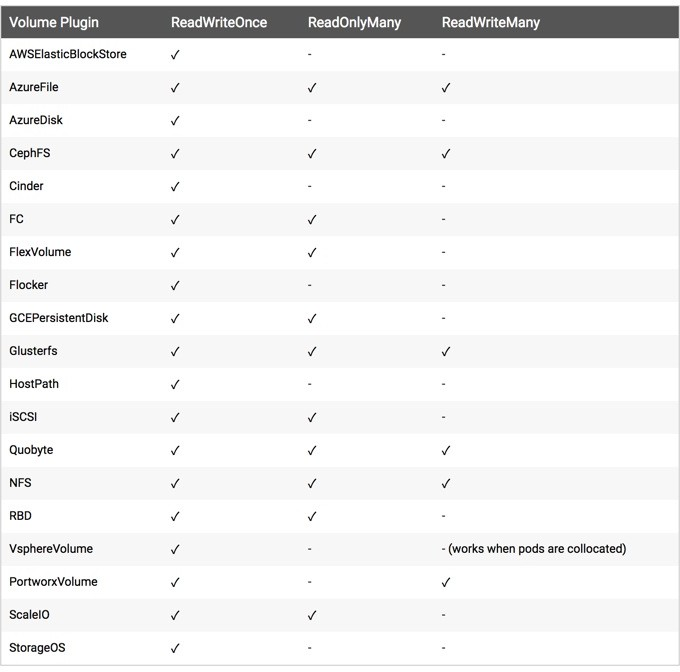 Volume Plugin ReadWriteOnce ReadOnlyMany ReadWriteMany
AWSElasticBlockStore ✓ - -
AzureFile ✓ ✓ ✓
AzureDisk ✓ - -
CephFS ✓ ✓ ✓
Cinder ✓ - -
FC ✓ ✓ -
FlexVolume ✓ ✓ -
Flocker ✓ - -
GCEPersistentDisk ✓ ✓ -
Glusterfs ✓ ✓ ✓
HostPath ✓ - -
iSCSI ✓ ✓ -
Quobyte ✓ ✓ ✓
NFS ✓ ✓ ✓
RBD ✓ ✓ -
VsphereVolume ✓ - - (works when pods are collocated)
PortworxVolume ✓ - ✓
ScaleIO ✓ ✓ -
StorageOS ✓ - -